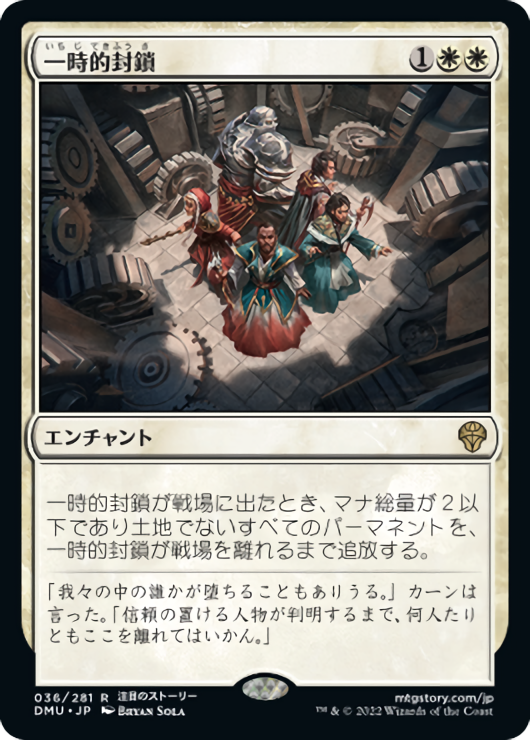 いちじてきふうさ
一時的封鎖
1
エンチャント
一時的封鎖が戦場に出たとき、マナ総量が2以
下であり土地でないすべてのパーマネントを、
一時的封鎖が戦場を離れるまで追放する。
「我々の中の誰かが堕ちることもありうる。」 カーンは
言った。「信頼の置ける人物が判明するまで、何人たり
ともここを離れてはいかん。」
036/281 R 注目のストーリー
mtgstory.com/jp
DMU・JP Bryan Sola
™ & © 2022 Wizards of the Coast